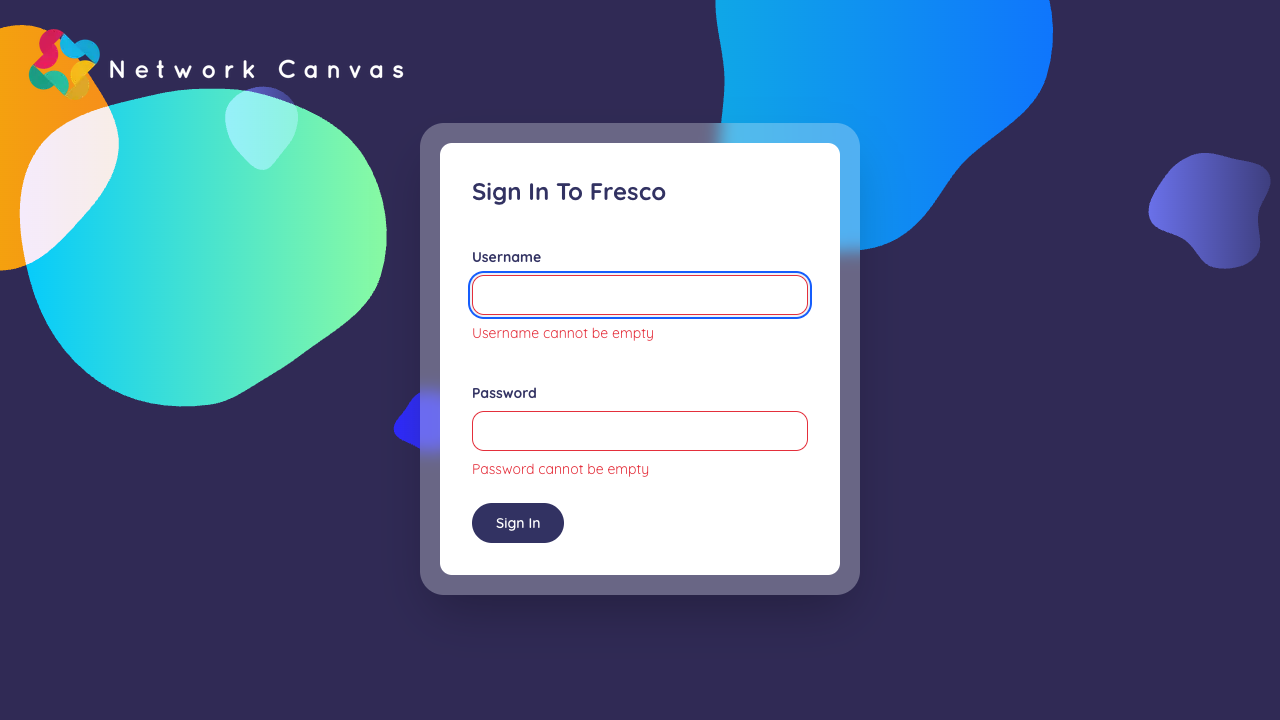 Network Canvas
Sign In To Fresco
Username
Username cannot be empty
Password
Password cannot be empty
Sign In